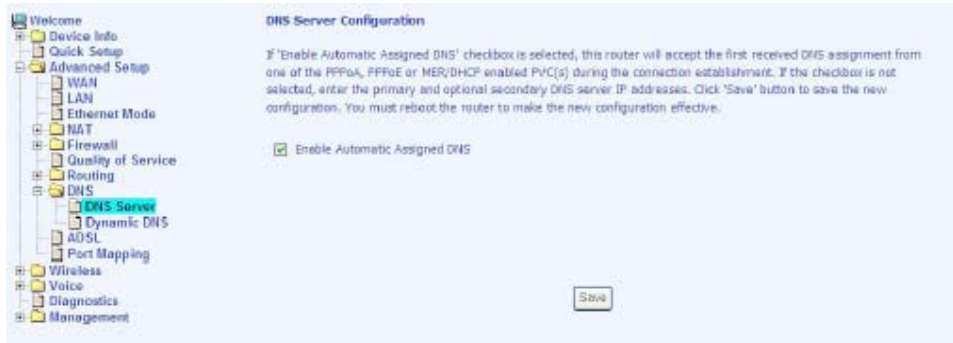 Welcome
Device Info
Quick Setup
Advanced Setup
WAN
LAN
Ethernet Mode
NAT
Firewall
Quality of Service
Routing
DNS
DNS Server
Dynamic DNS
ADSL
Port Mapping
Wireless
Voice
Diagnostics
Management
DNS Server Configuration
If 'Enable Automatic Assigned DNS' checkbox is selected, this router will accept the first received DNS assignment from
one of the PPPoA, PPPoE or MER/DHCP enabled PVC(s) during the connection establishment. If the checkbox is not
selected, enter the primary and optional secondary DNS server IP addresses. Click 'Save' button to save the new
configuration. You must reboot the router to make the new configuration effective.
Enable Automatic Assigned DNS
Save